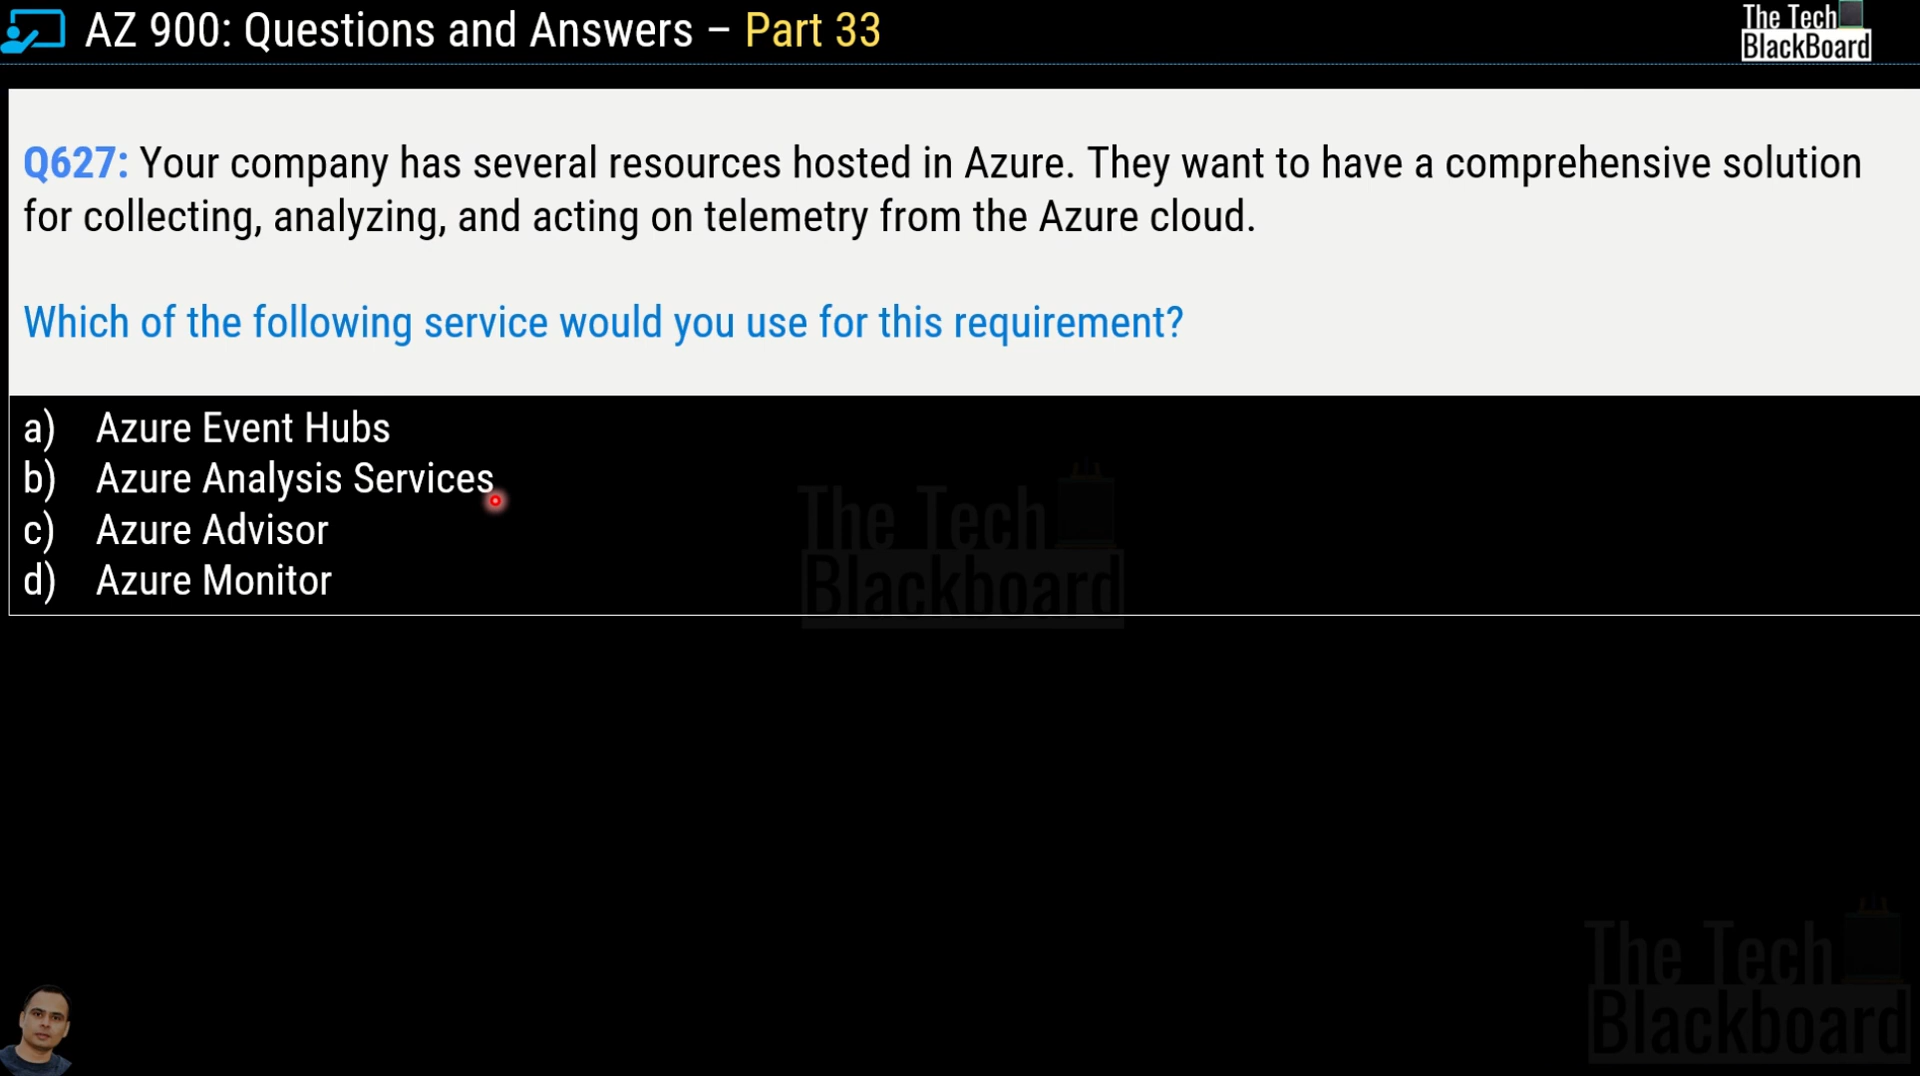 AZ 900: Questions and Answers – Part 33
The Tech
BlackBoard
Q627: Your company has several resources hosted in Azure. They want to have a comprehensive solution
for collecting, analyzing, and acting on telemetry from the Azure cloud.
Which of the following service would you use for this requirement?
a) Azure Event Hubs
b) Azure Analysis Services
c) Azure Advisor
d) Azure Monitor
The Tech
Blackboard
The Tech
Blackboard